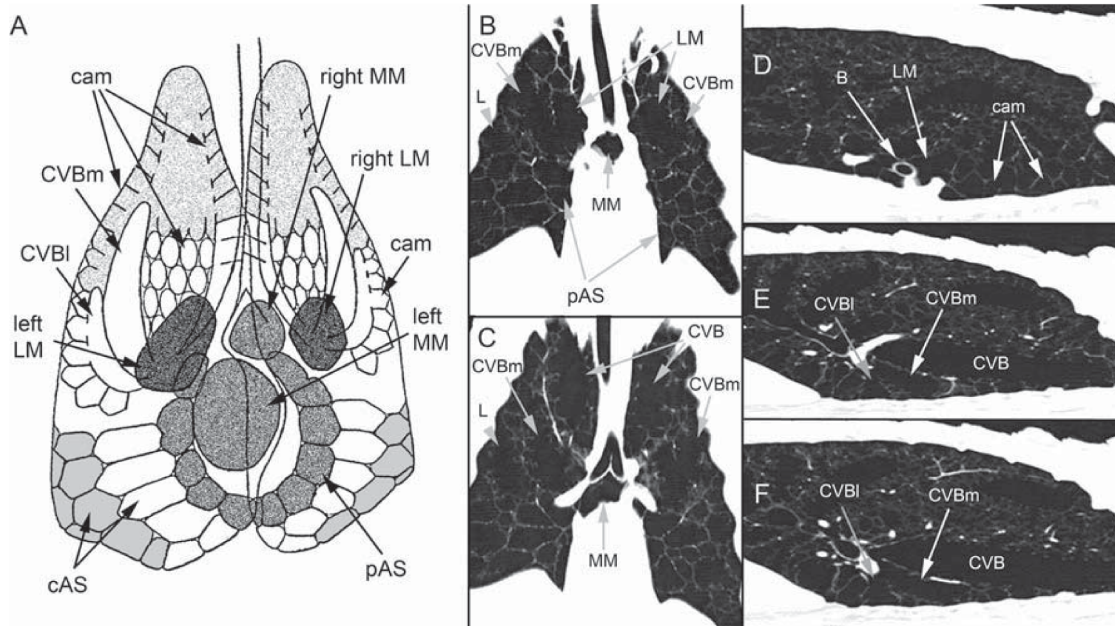 A
cam
CVBm
CVBl
left
LM
cAS
right MM
right LM
cam
left
MM
pAS
B
CVBm
LM
CVBm
L
MM
pAS
C
CVB
CVBm
CVBm
L
MM
D
B
LM
cam
E
CVBl
CVBm
CVB
F
CVBl
CVBm
CVB